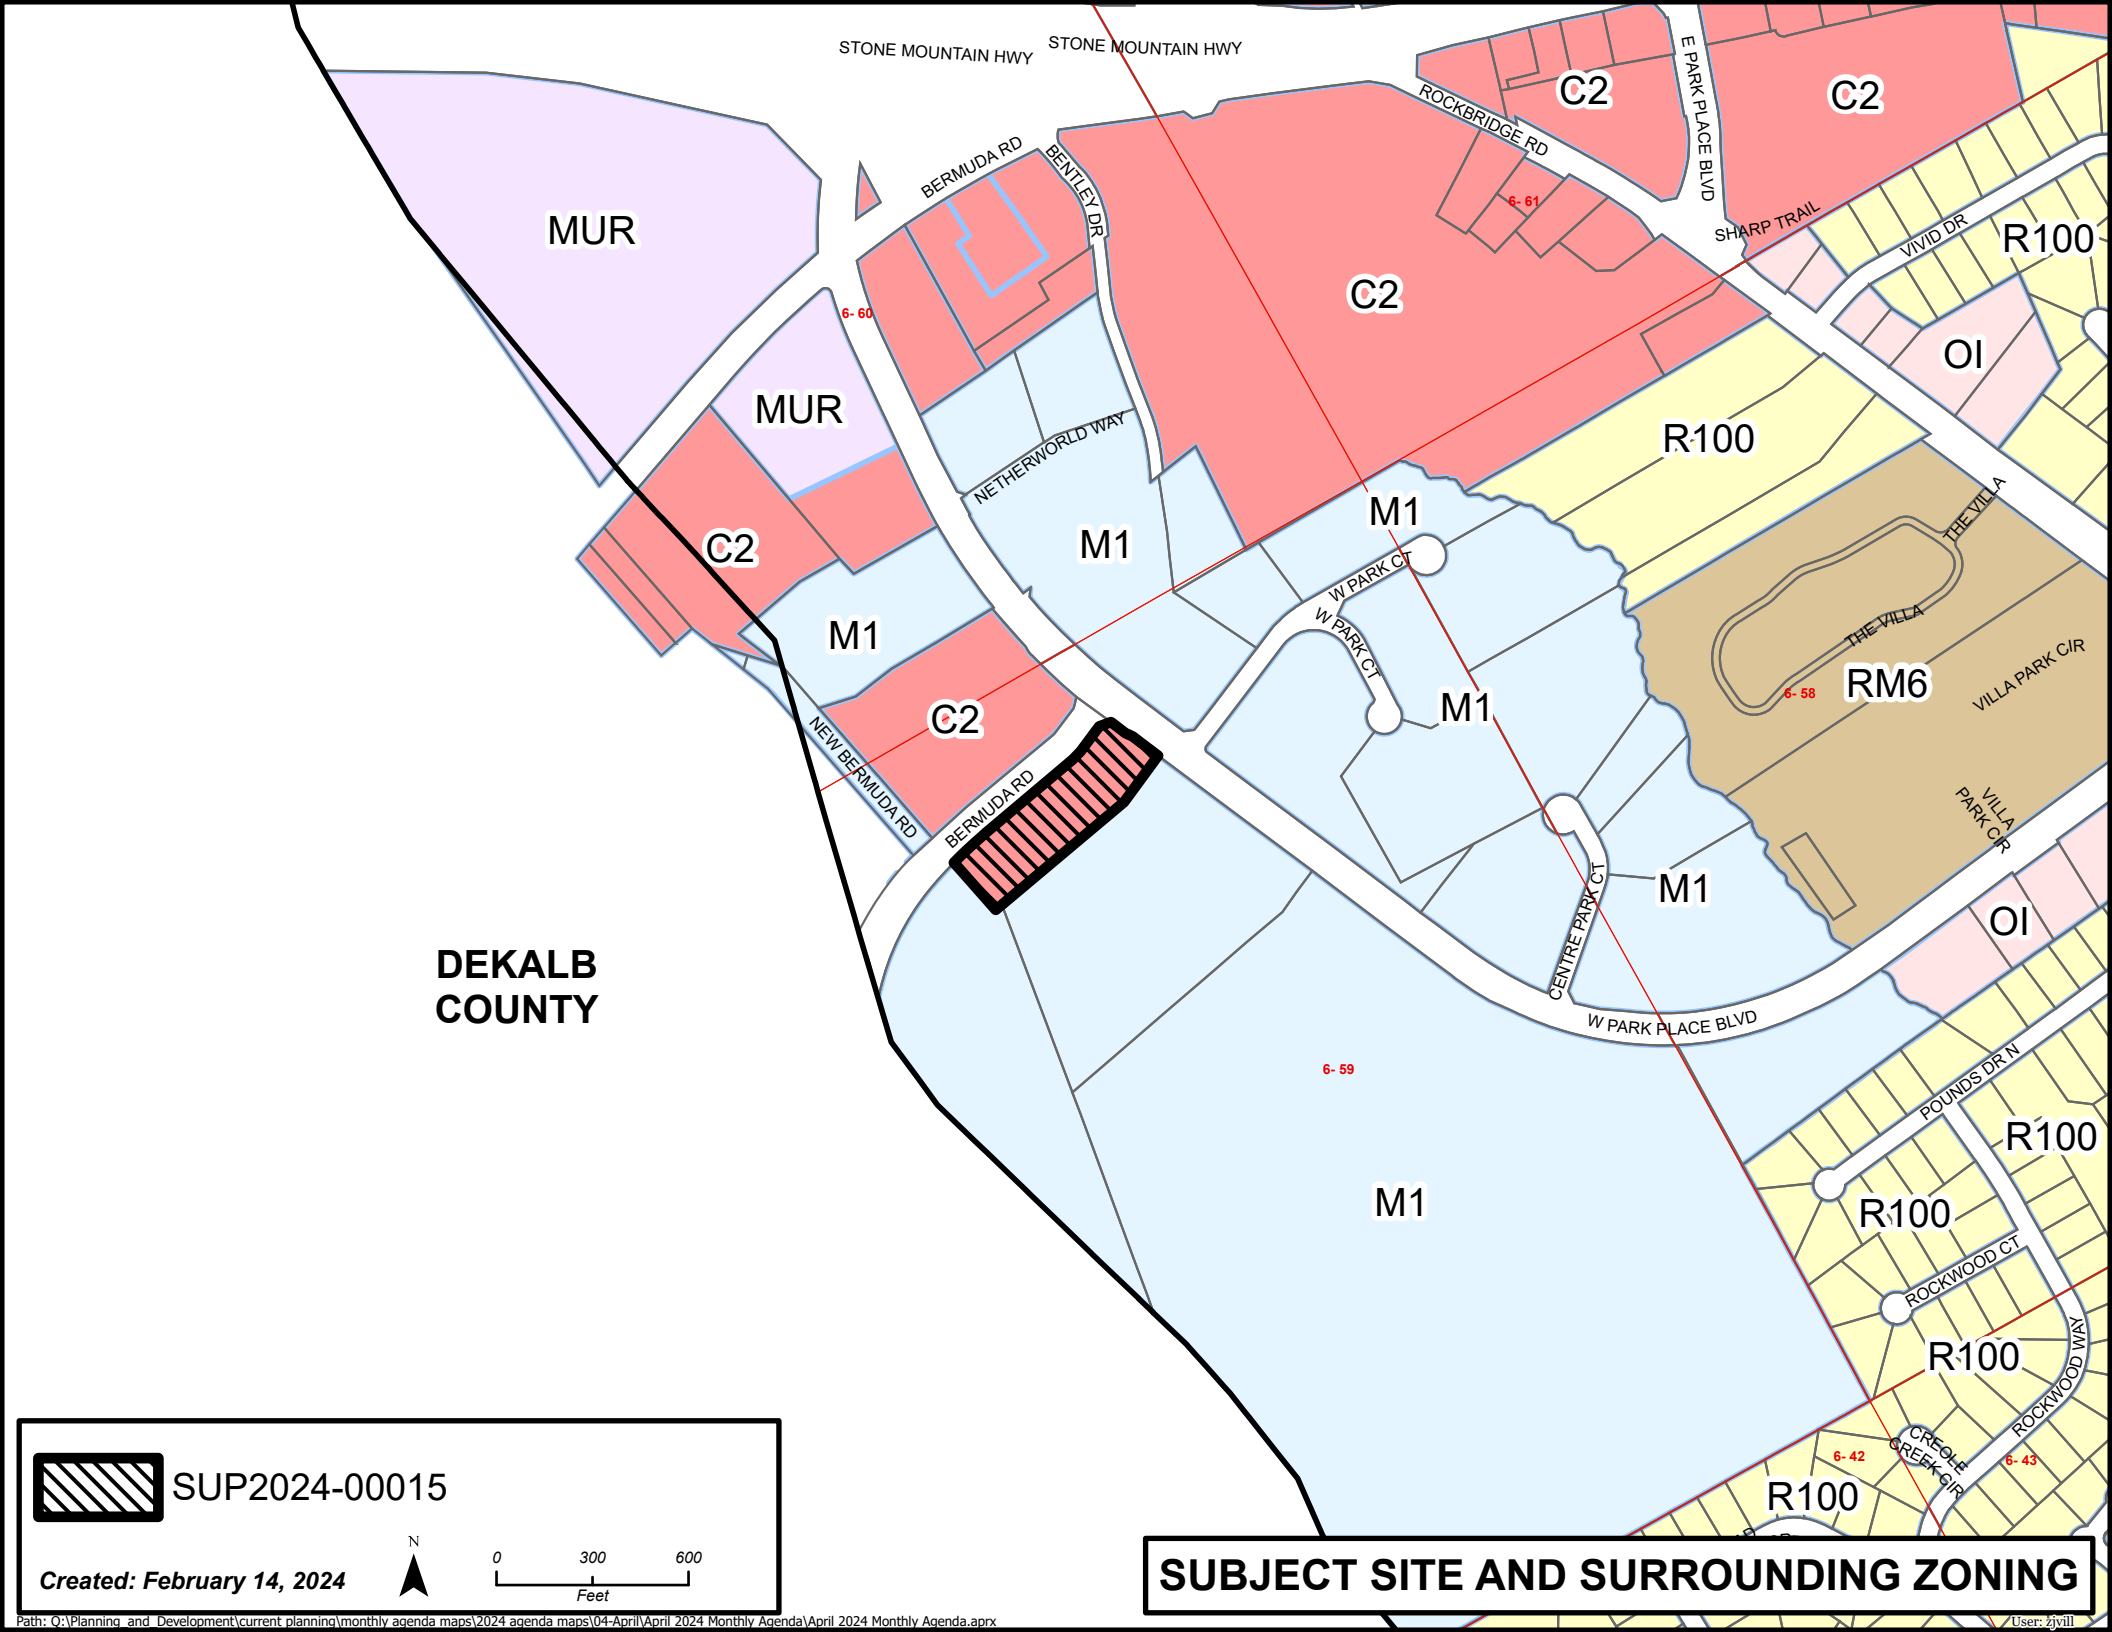 STONE MOUNTAIN HWY
STONE MOUNTAIN HWY
E PARK PLACE BLVD
C2
C2
ROCKBRIDGE RD
BERMUDA RD
BENTLEY DR
6- 61
SHARP TRAIL
VIVID DR
R100
MUR
C2
6- 60
OI
MUR
R100
NETHERWORLD WAY
M1
THE VILLA
C2
M1
W PARK CT
W PARK CT
THE VILLA
M1
VILLA PARK CIR
RM6
6- 58
M1
C2
NEW BERMUDA RD
BERMUDA RD
VILLA
PARK CIR
M1
CENTRE PARK CT
OI
DEKALB
COUNTY
W PARK PLACE BLVD
6- 59
POUNDS DR N
R100
M1
R100
ROCKWOOD CT
R100
ROCKWOOD WAY
CREOLE
CREEK CIR
6- 42
6- 43
R100
SUP2024-00015
N
0 300 600
Feet
Created: February 14, 2024
SUBJECT SITE AND SURROUNDING ZONING
Path: Q:\Planning_and_Development\current planning\monthly agenda maps\2024 agenda maps\04-April\April 2024 Monthly Agenda\April 2024 Monthly Agenda.aprx
User: zjvill